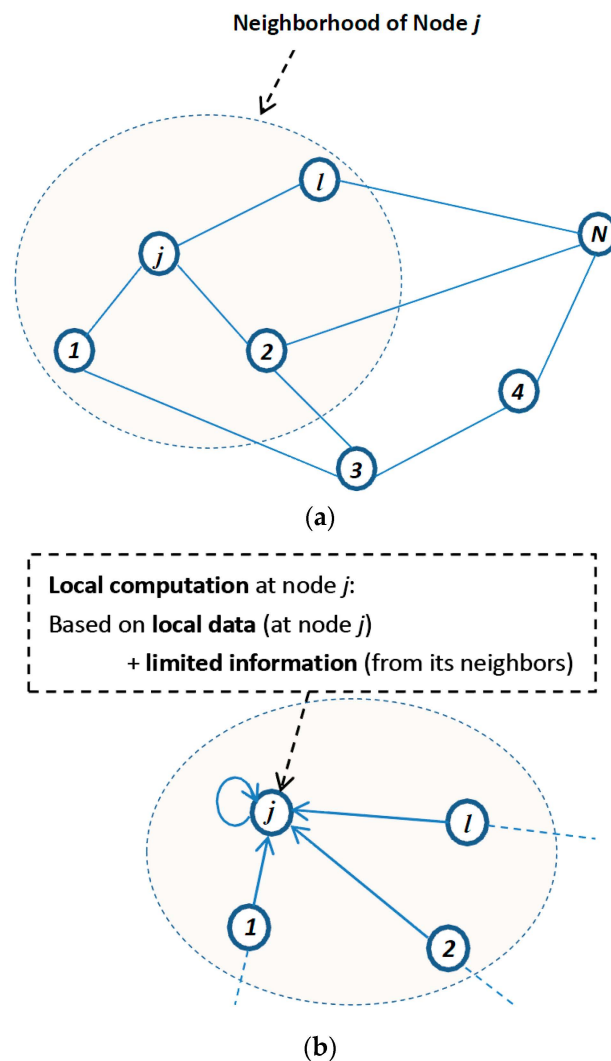 Neighborhood of Node j
l
j
N
1
2
4
3
(a)
Local computation at node j:
Based on local data (at node j)
+ limited information (from its neighbors)
j
l
1
2
(b)